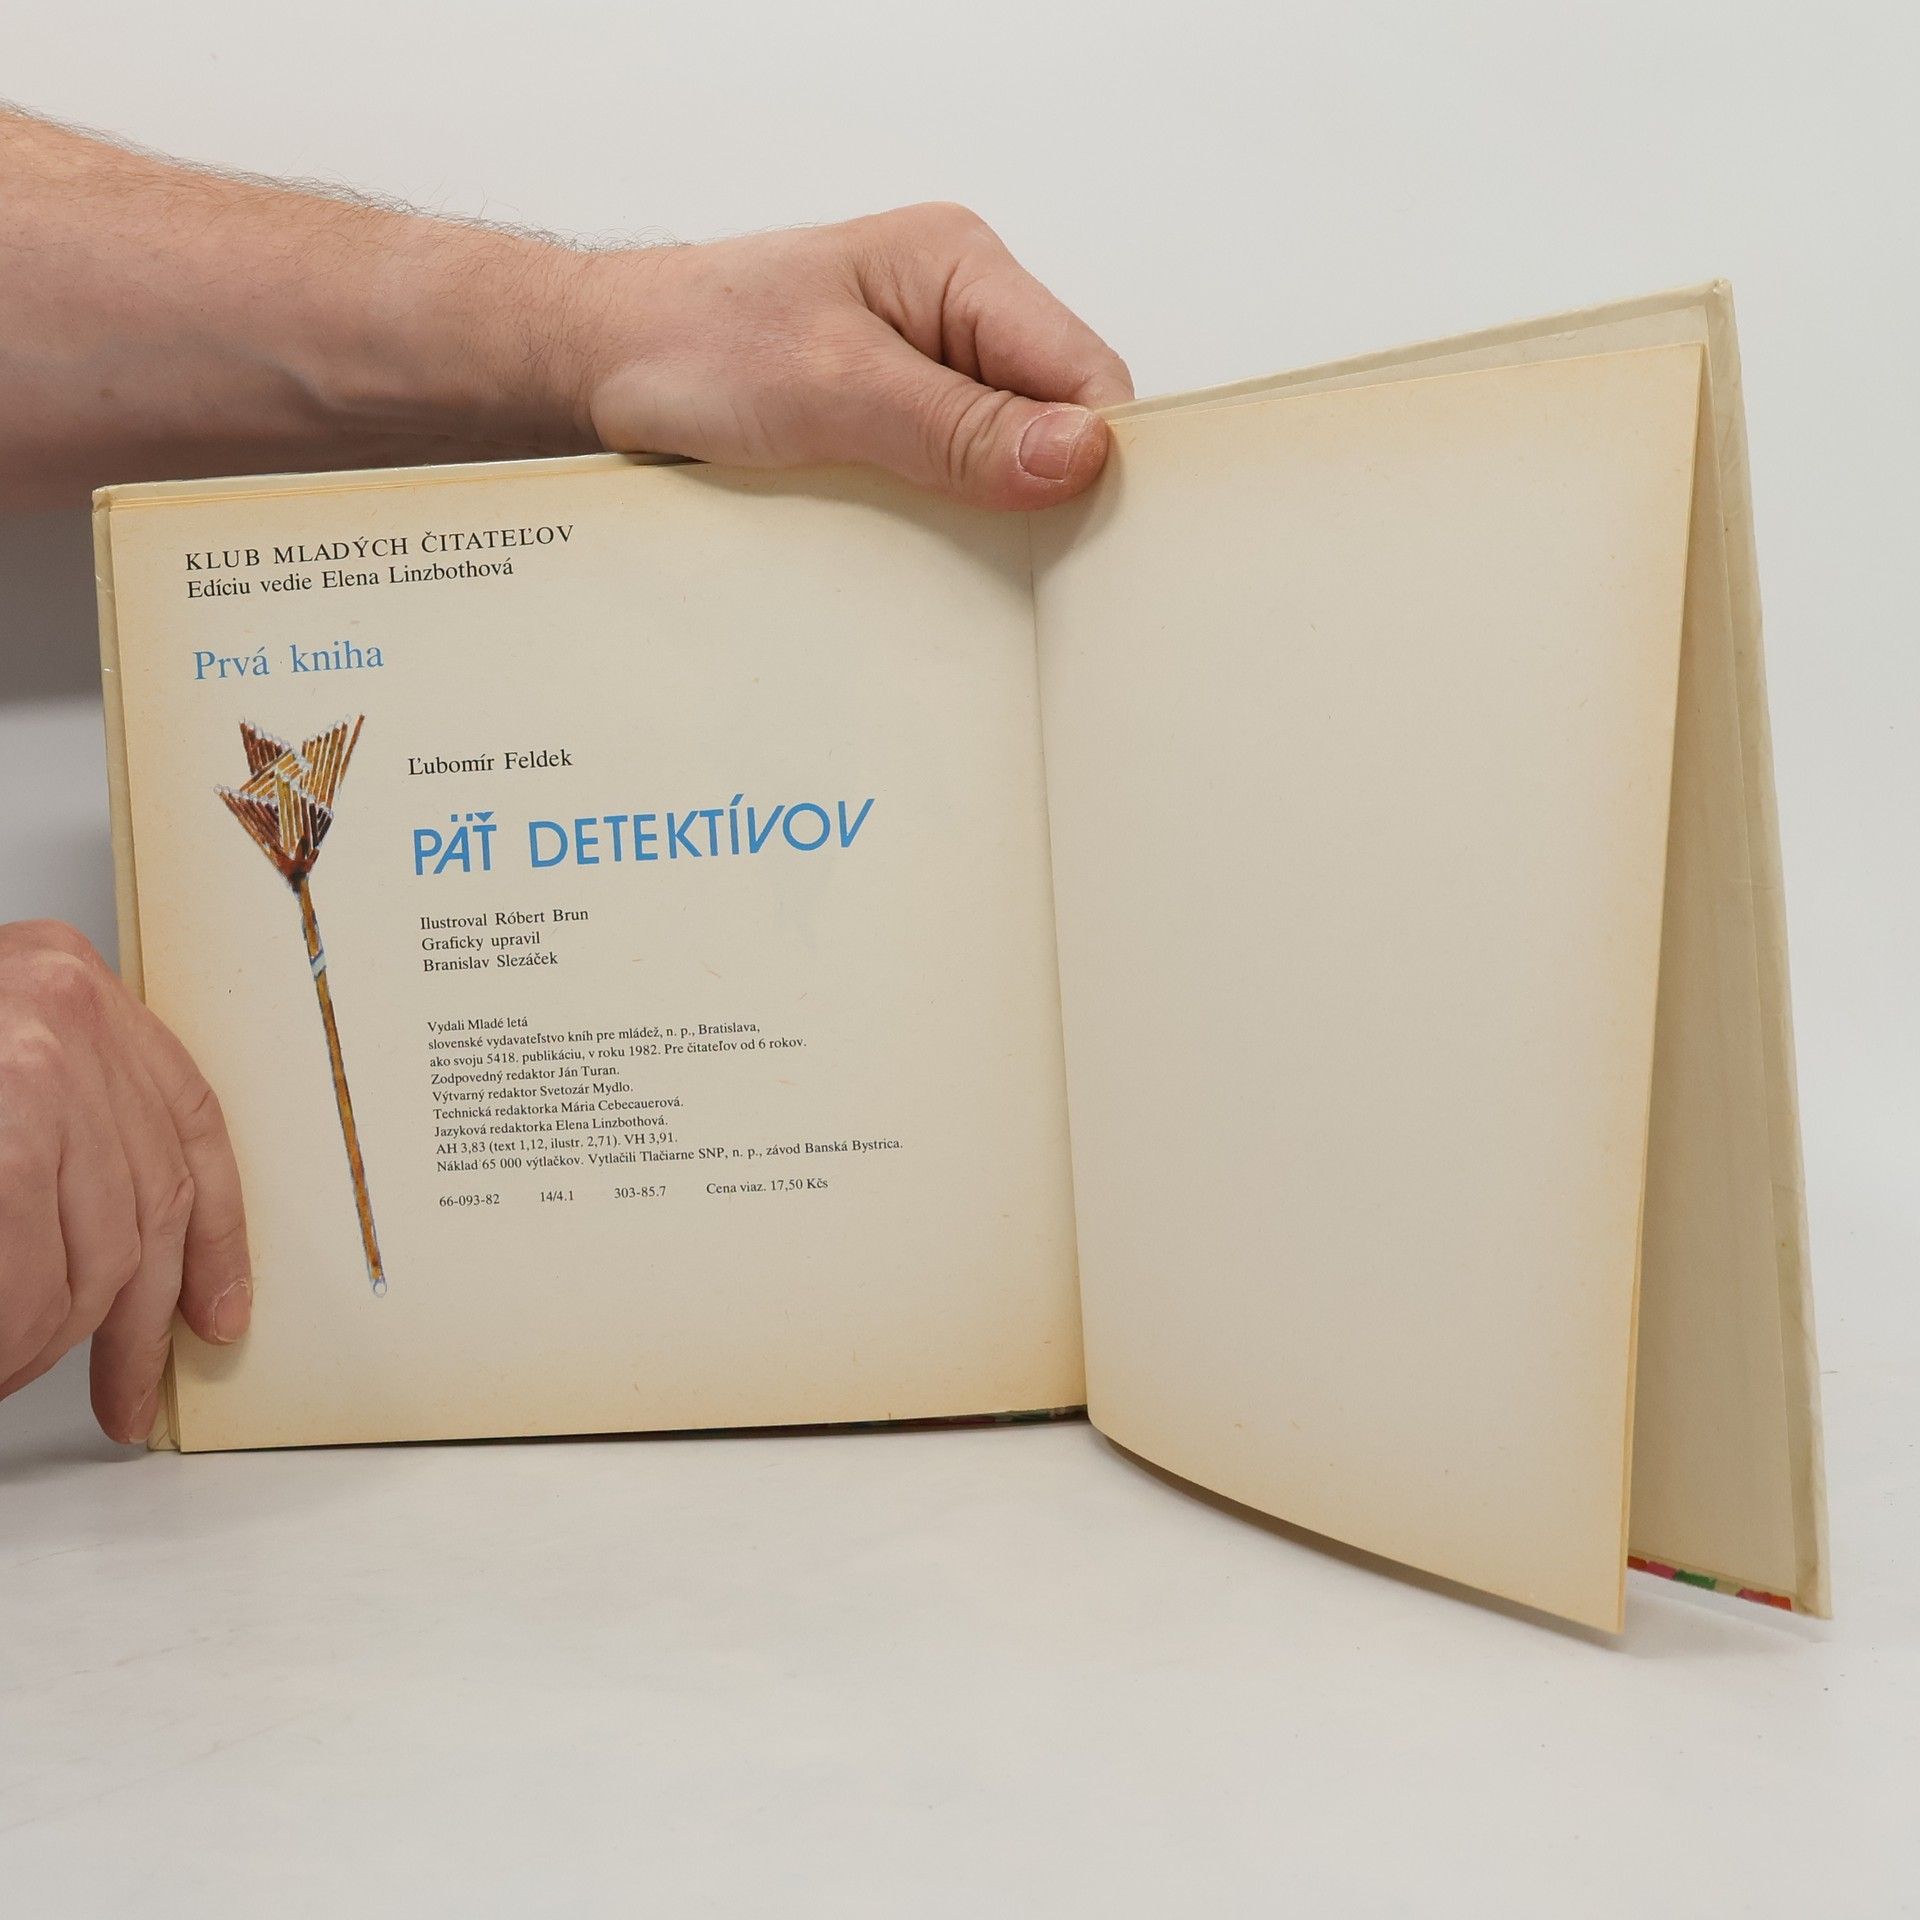 KLUB MLADÝCH ČITATEĽOV
Edíciu vedie Elena Linzbothová
Prvá kniha
Ľubomír Feldek
PÄŤ DETEKTÍVOV
Ilustroval Róbert Brun
Graficky upravil
Branislav Slezáček
Vydali Mladé letá
slovenské vydavateľstvo kníh pre mládež, n. p., Bratislava,
ako svoju 5418. publikáciu, v roku 1982. Pre čitateľov od 6 rokov.
Zodpovedný redaktor Ján Turan.
Výtvarný redaktor Svetozár Mydlo.
Technická redaktorka Mária Cebecauerová.
Jazyková redaktorka Elena Linzbothová.
AH 3,83 (text 1,12, ilustr. 2,71). VH 3,91.
Náklad 65 000 výtlačkov. Vytlačili Tlačiarne SNP, n. p., závod Banská Bystrica.
66-093-82 14/4.1 303-85.7 Cena viaz. 17,50 Kčs